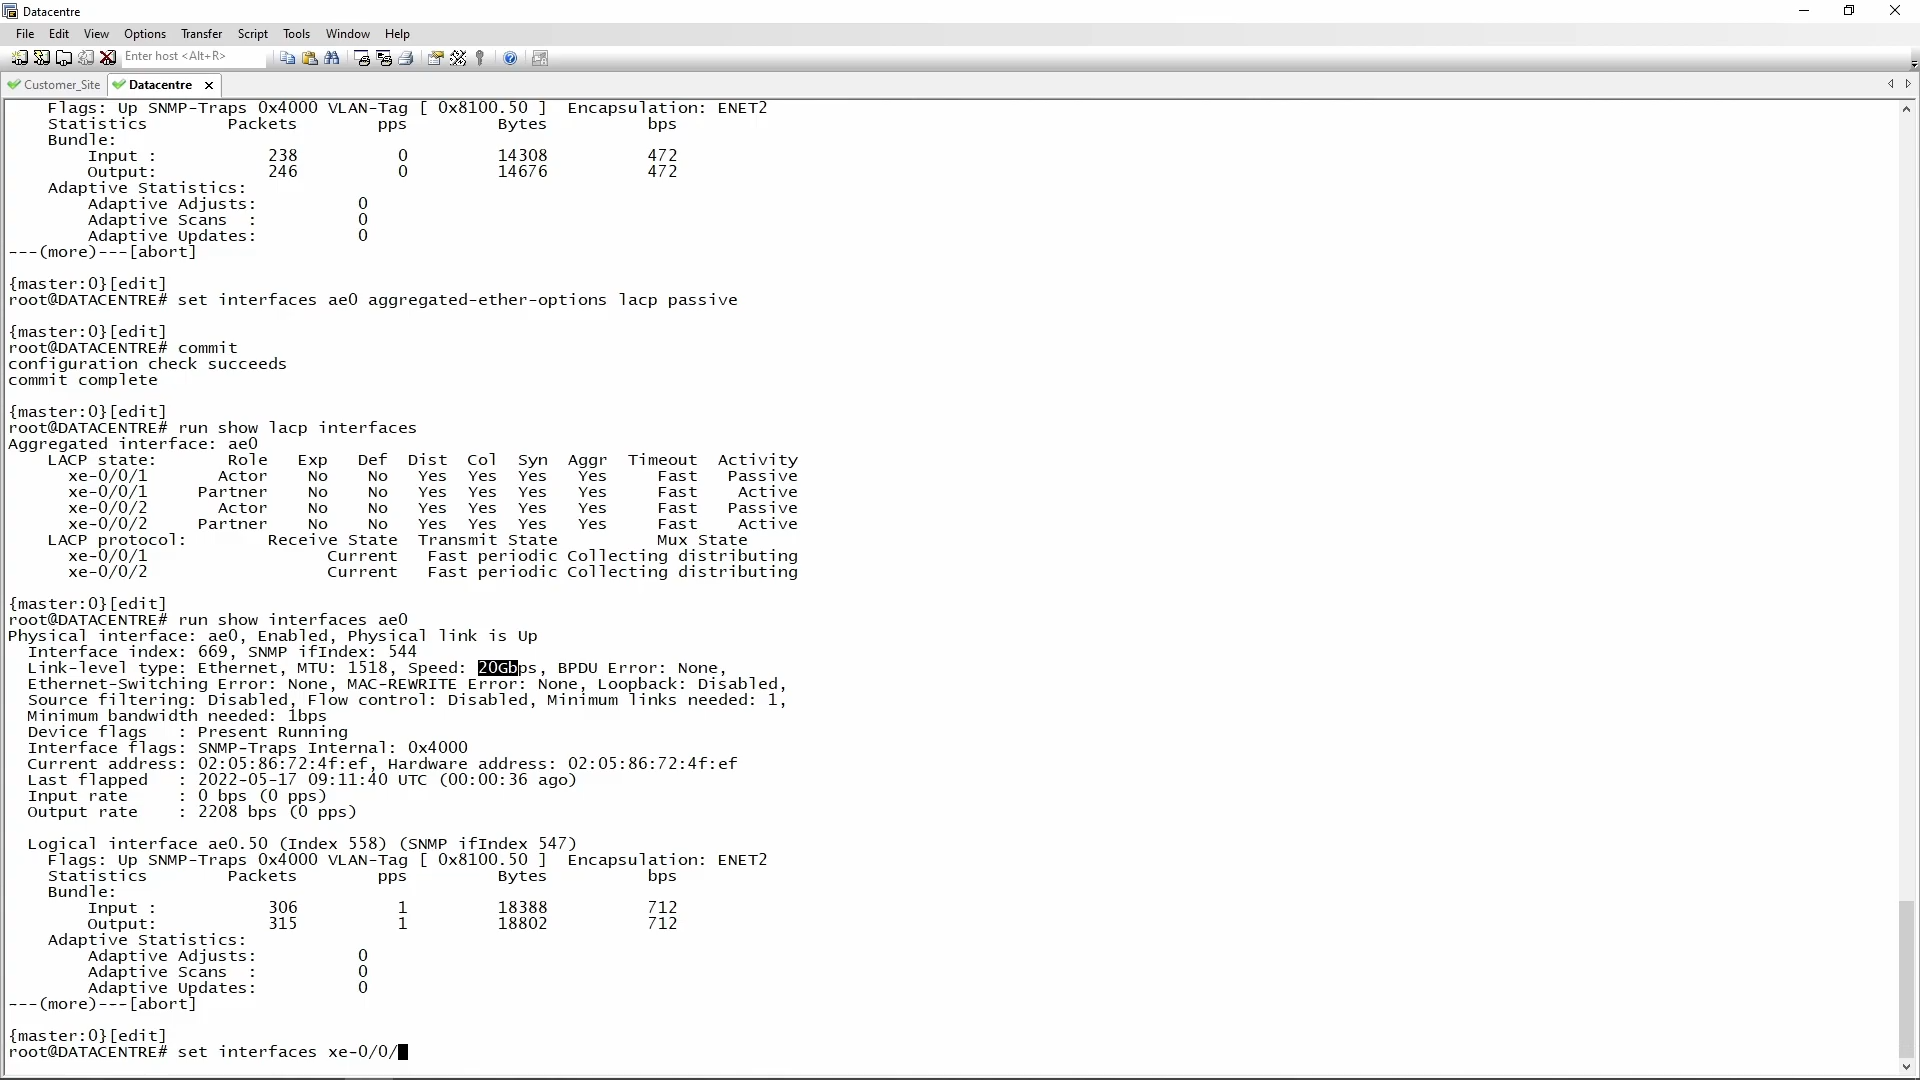 Datacentre
File Edit View Options Transfer Script Tools Window Help
Enter host <Alt+R>
Customer_Site Datacentre
Flags: Up SNMP-Traps 0x4000 VLAN-Tag [ 0x8100.50 ] Encapsulation: ENET2
Statistics Packets pps Bytes bps
Bundle:
Input : 238 0 14308 472
Output: 246 0 14676 472
Adaptive Statistics:
Adaptive Adjusts: 0
Adaptive Scans : 0
Adaptive Updates: 0
---(more)---[abort]
{master:0}[edit]
root@DATACENTRE# set interfaces ae0 aggregated-ether-options lacp passive
{master:0}[edit]
root@DATACENTRE# commit
configuration check succeeds
commit complete
{master:0}[edit]
root@DATACENTRE# run show lacp interfaces
Aggregated interface: ae0
LACP state: Role Exp Def Dist Col Syn Aggr Timeout Activity
xe-0/0/1 Actor No No Yes Yes Yes Yes Fast Passive
xe-0/0/1 Partner No No Yes Yes Yes Yes Fast Active
xe-0/0/2 Actor No No Yes Yes Yes Yes Fast Passive
xe-0/0/2 Partner No No Yes Yes Yes Yes Fast Active
LACP protocol: Receive State Transmit State Mux State
xe-0/0/1 Current Fast periodic Collecting distributing
xe-0/0/2 Current Fast periodic Collecting distributing
{master:0}[edit]
root@DATACENTRE# run show interfaces ae0
Physical interface: ae0, Enabled, Physical link is Up
Interface index: 669, SNMP ifIndex: 544
Link-level type: Ethernet, MTU: 1518, Speed: 20Gbps, BPDU Error: None,
Ethernet-Switching Error: None, MAC-REWRITE Error: None, Loopback: Disabled,
Source filtering: Disabled, Flow control: Disabled, Minimum links needed: 1,
Minimum bandwidth needed: 1bps
Device flags : Present Running
Interface flags: SNMP-Traps Internal: 0x4000
Current address: 02:05:86:72:4f:ef, Hardware address: 02:05:86:72:4f:ef
Last flapped : 2022-05-17 09:11:40 UTC (00:00:36 ago)
Input rate : 0 bps (0 pps)
Output rate : 2208 bps (0 pps)
Logical interface ae0.50 (Index 558) (SNMP ifIndex 547)
Flags: Up SNMP-Traps 0x4000 VLAN-Tag [ 0x8100.50 ] Encapsulation: ENET2
Statistics Packets pps Bytes bps
Bundle:
Input : 306 1 18388 712
Output: 315 1 18802 712
Adaptive Statistics:
Adaptive Adjusts: 0
Adaptive Scans : 0
Adaptive Updates: 0
---(more)---[abort]
{master:0}[edit]
root@DATACENTRE# set interfaces xe-0/0/